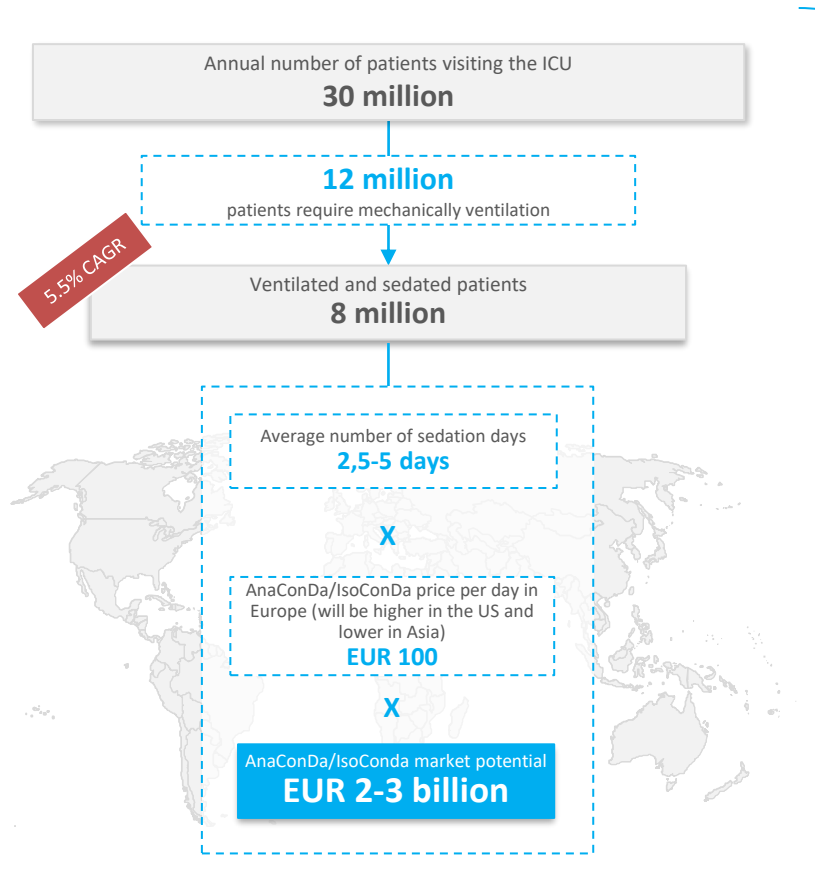 Annual number of patients visiting the ICU
30 million
12 million
patients require mechanically ventilation
5.5% CAGR
Ventilated and sedated patients
8 million
Average number of sedation days
2,5-5 days
X
AnaConDa/IsoConDa price per day in
Europe (will be higher in the US and
lower in Asia)
EUR 100
X
AnaConDa/IsoConda market potential
EUR 2-3 billion